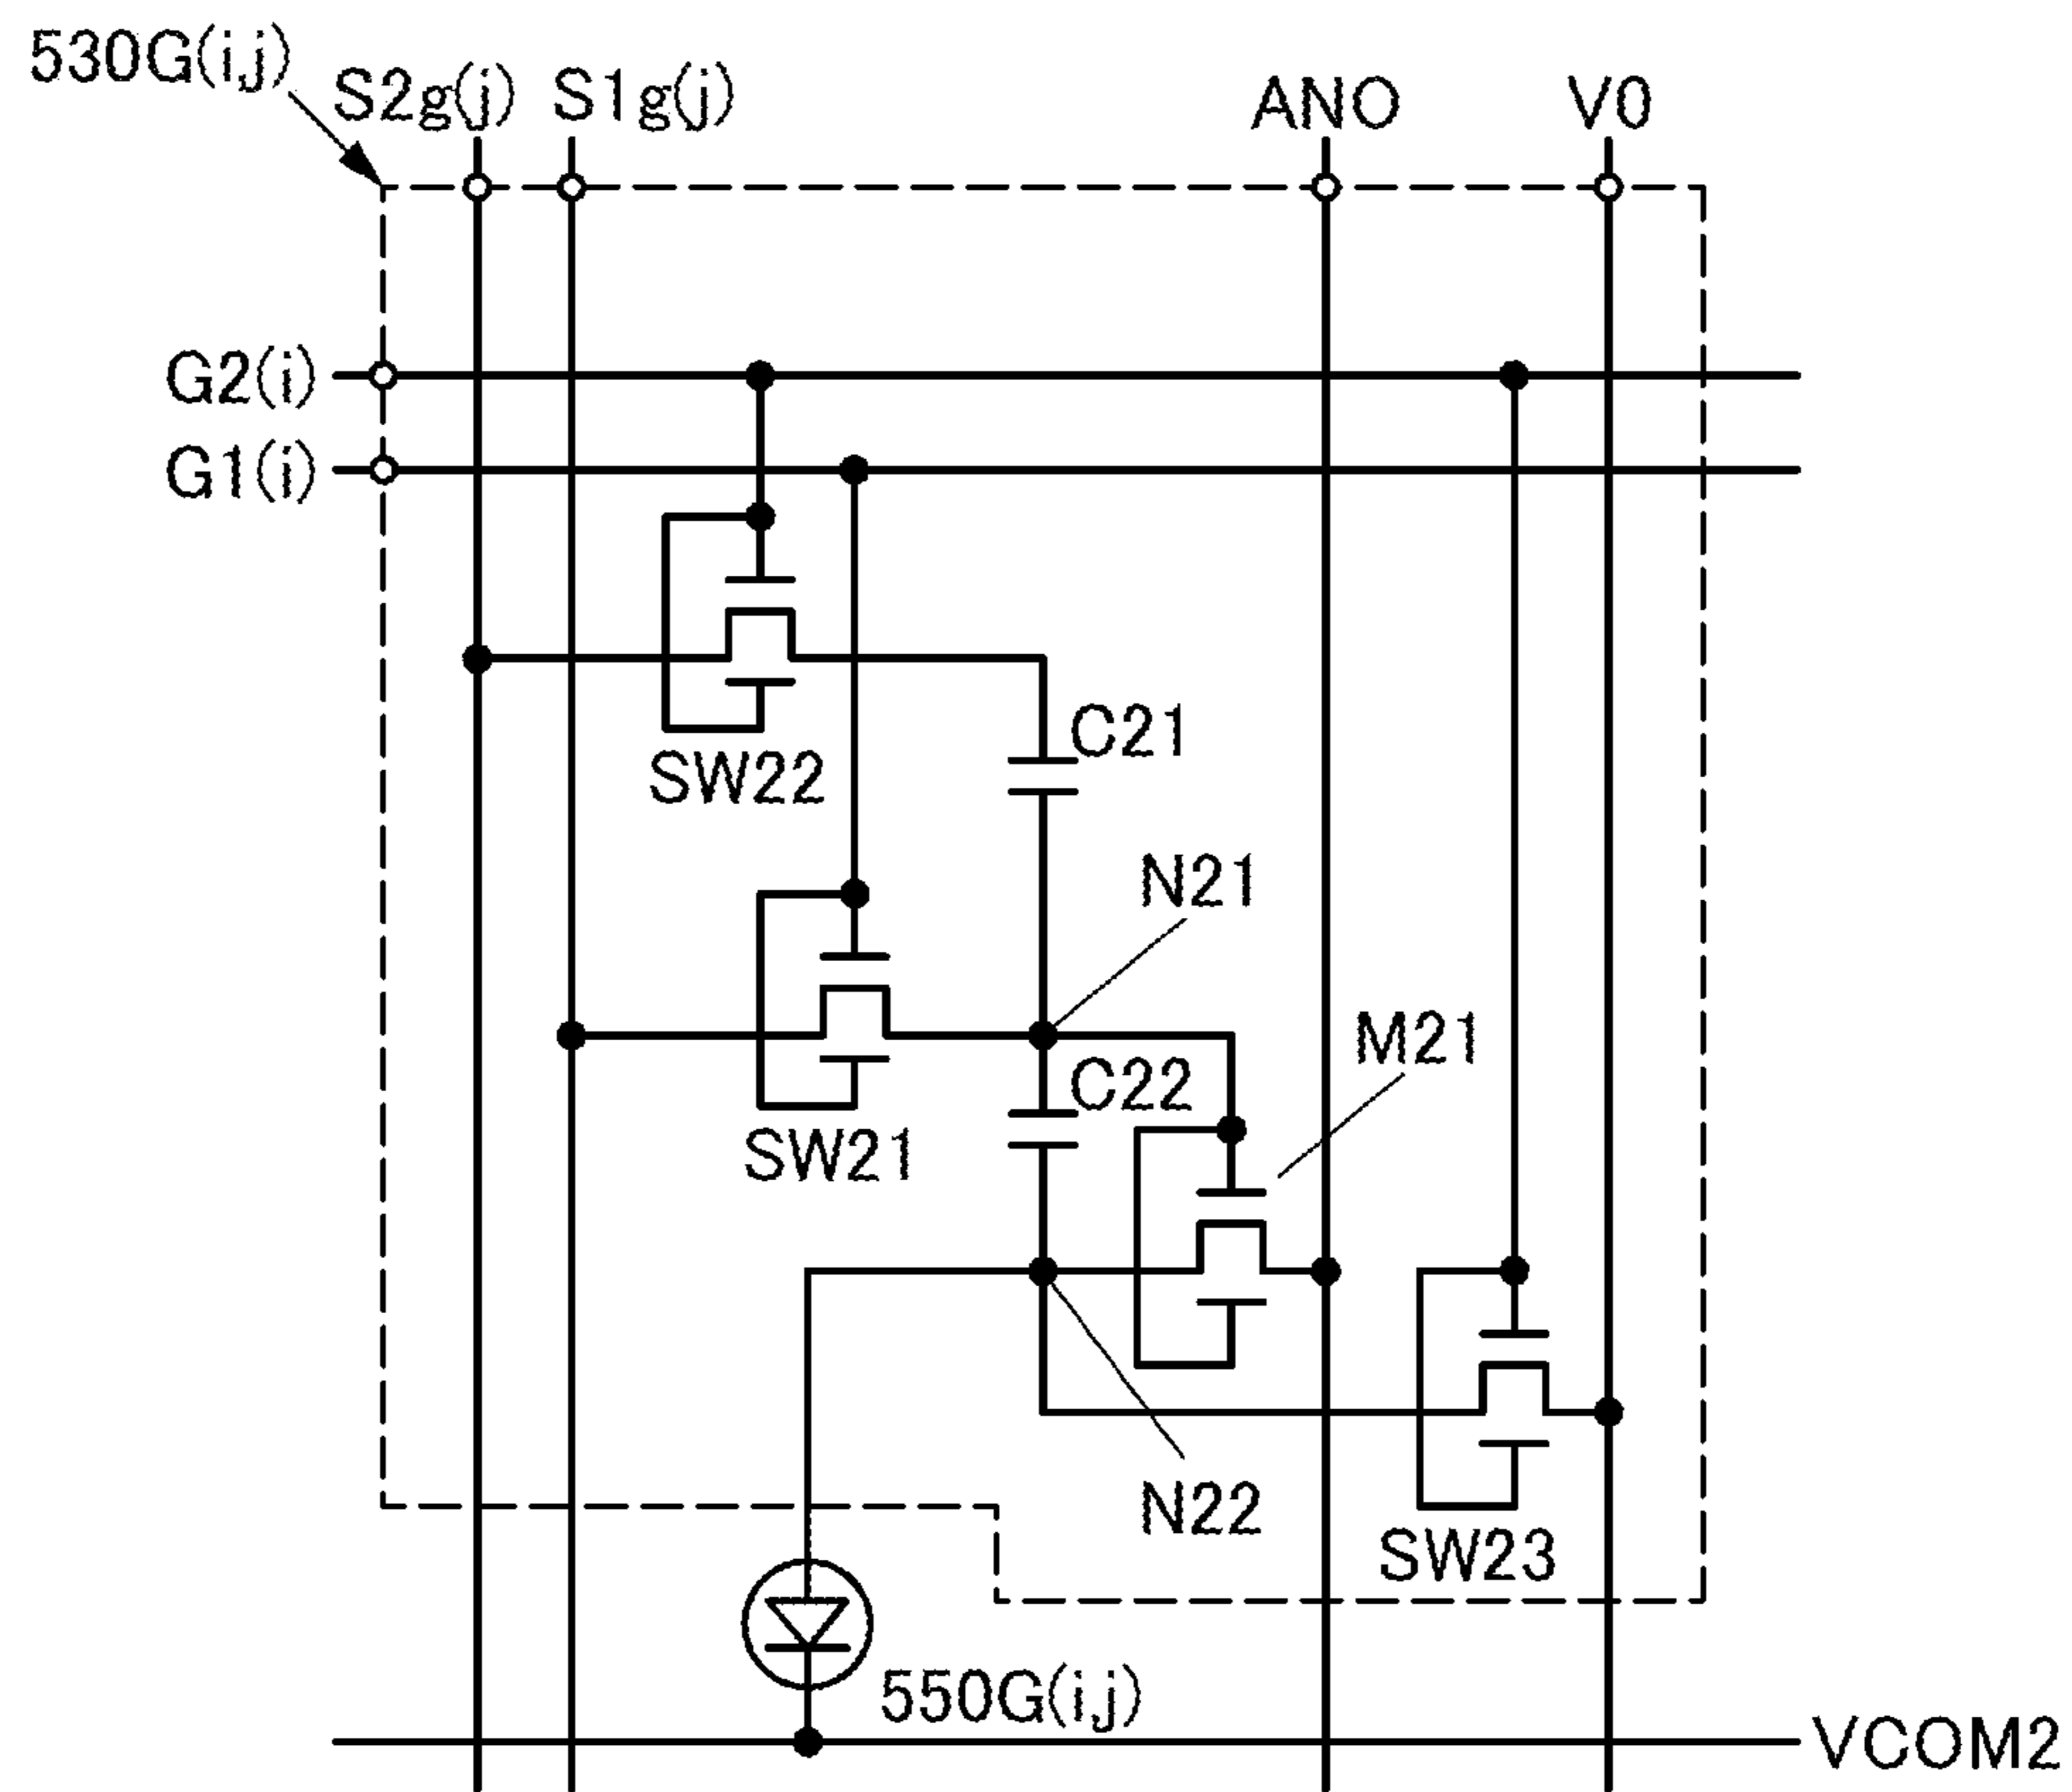 530G(i,j)
S2g(j)
S1g(j)
ANO
V0
G2(i)
G1(i)
C21
SW22
N21
M21
C22
SW21
N22
SW23
550G(i,j)
VCOM2